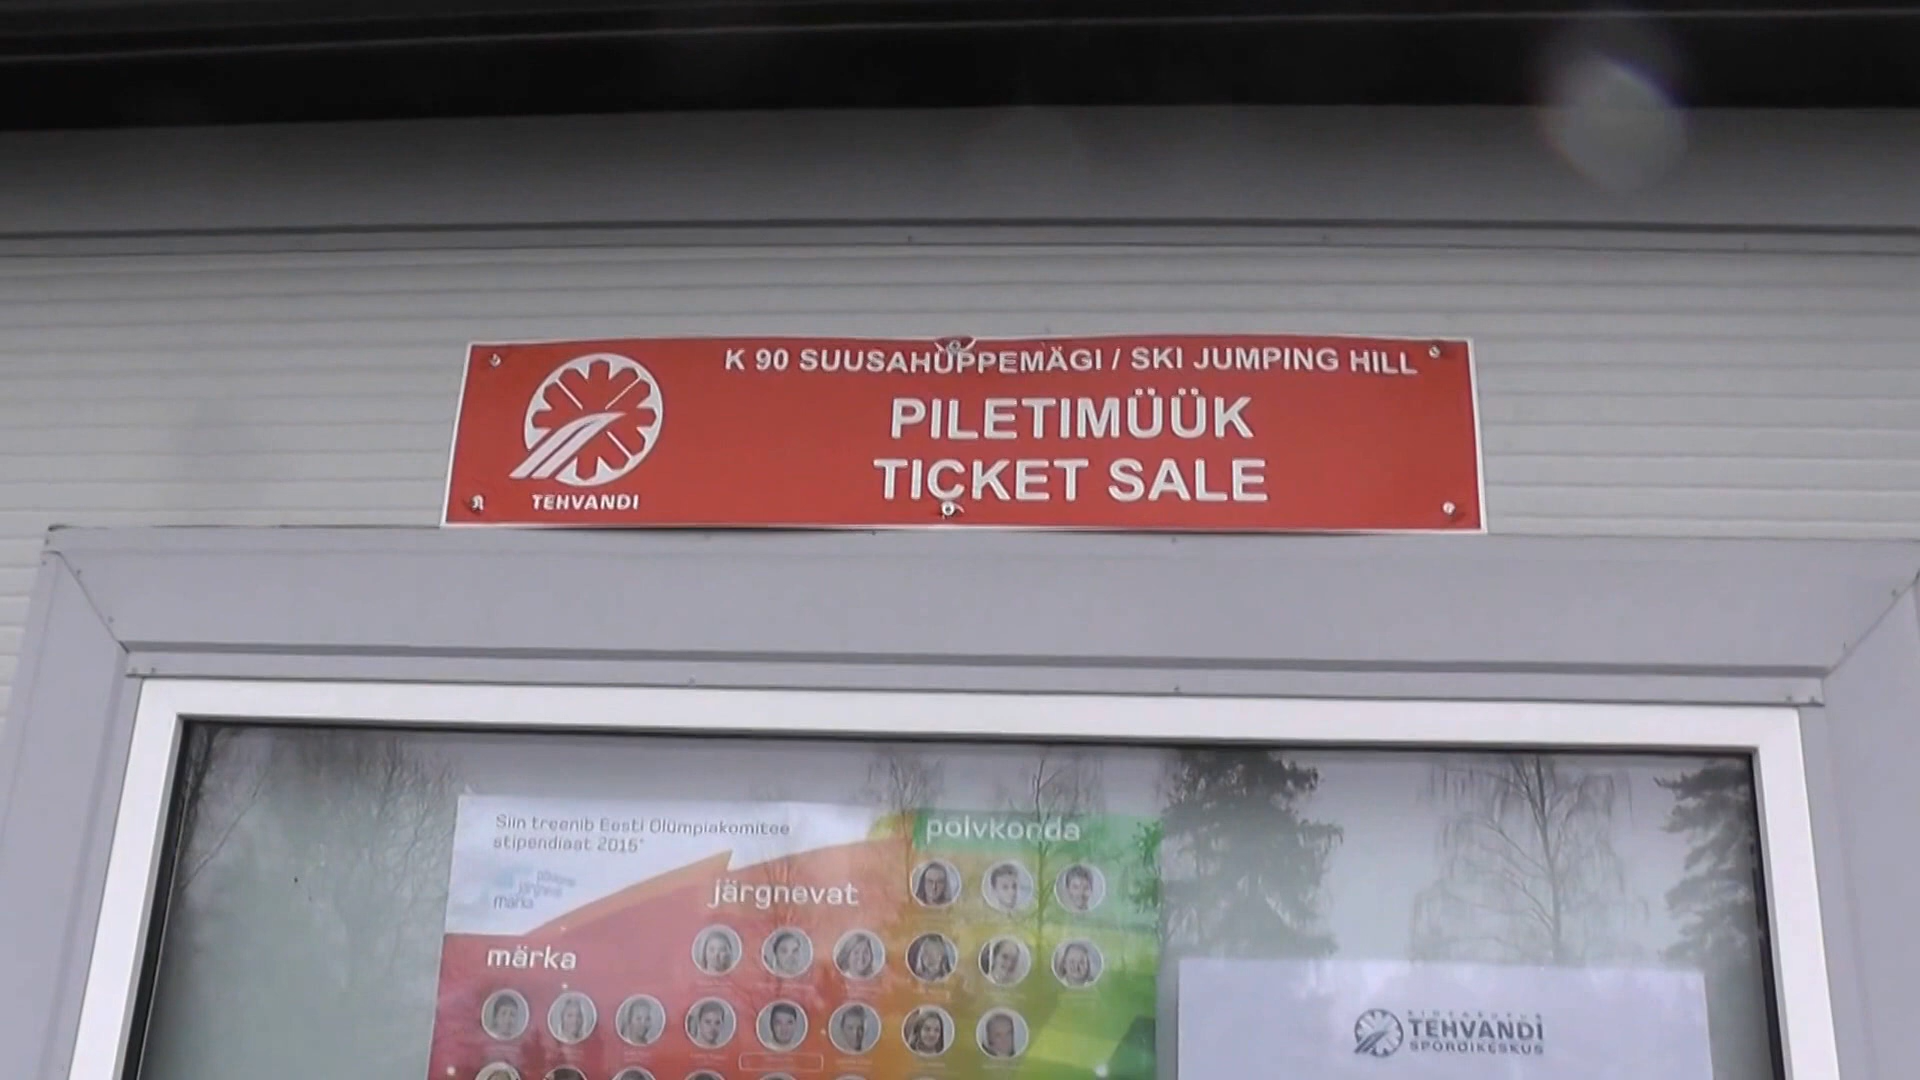 K 90 SUUSAHÜPPEMÄGI / SKI JUMPING HILL
PILETIMÜÜK
TICKET SALE
TEHVANDI
Siin treenib Eesti Olümpiakomitee
stipendiaat 2015"
põlvkonda
järgnevat
märka
märka
TEHVANDI
SPORDIKESKUS